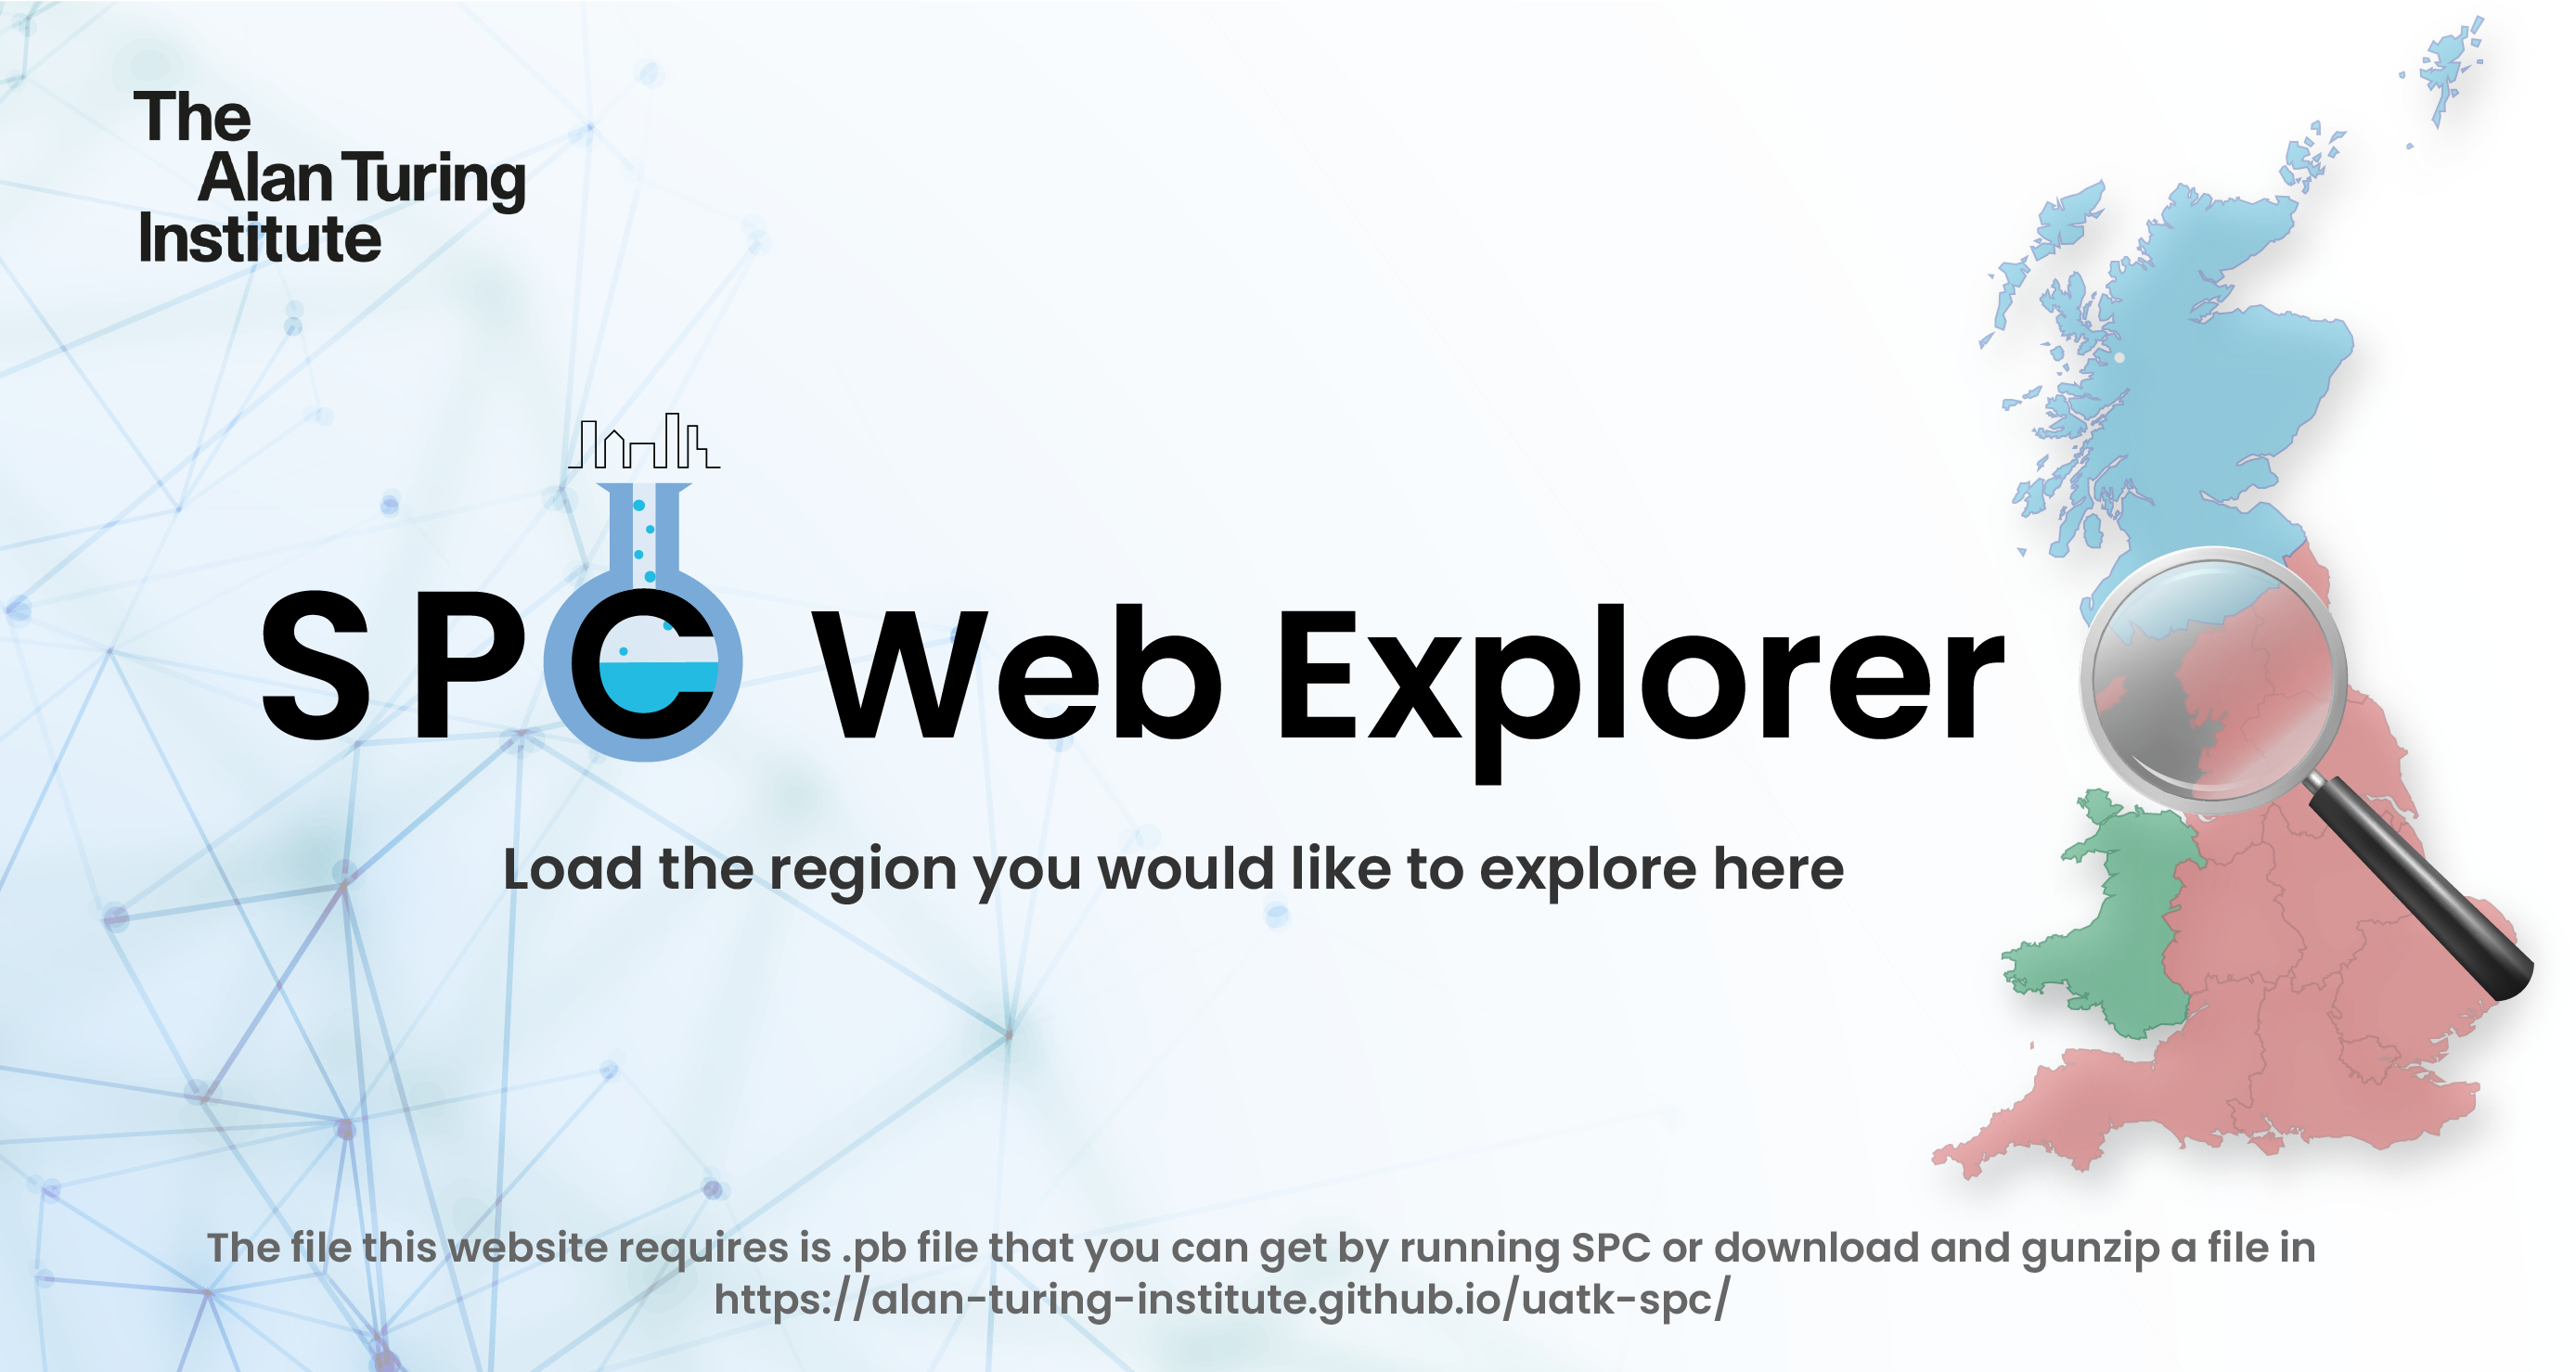 The
Alan Turing
Institute
SPC Web Explorer
Load the region you would like to explore here
The file this website requires is .pb file that you can get by running SPC or download and gunzip a file in
https://alan-turing-institute.github.io/uatk-spc/